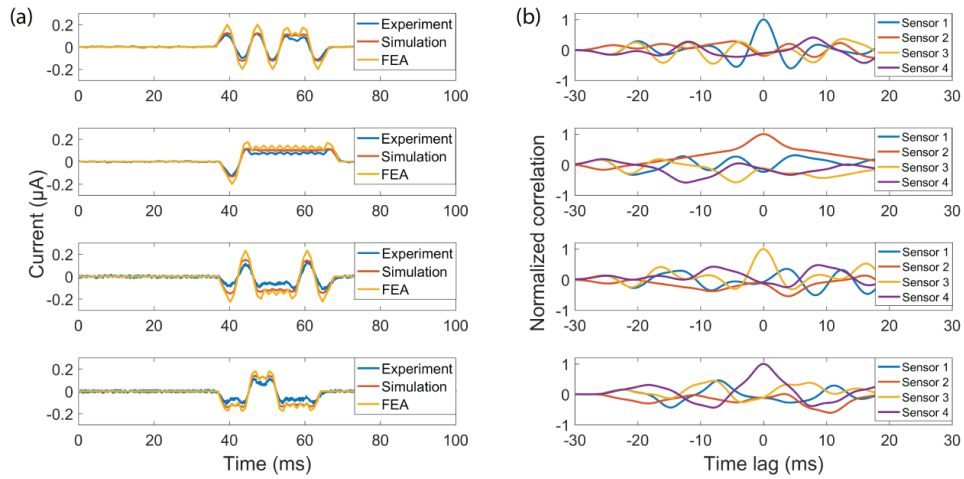 (a)
0.2
0
-0.2
Experiment
Simulation
FEA
0 20 40 60 80 100
0.2
0
-0.2
Experiment
Simulation
FEA
0 20 40 60 80 100
0.2
0
-0.2
Experiment
Simulation
FEA
0 20 40 60 80 100
0.2
0
-0.2
Experiment
Simulation
FEA
0 20 40 60 80 100
Current (µA)
Time (ms)
(b)
1
0
-1
Sensor 1
Sensor 2
Sensor 3
Sensor 4
-30 -20 -10 0 10 20 30
1
0
-1
Sensor 1
Sensor 2
Sensor 3
Sensor 4
-30 -20 -10 0 10 20 30
1
0
-1
Sensor 1
Sensor 2
Sensor 3
Sensor 4
-30 -20 -10 0 10 20 30
1
0
-1
Sensor 1
Sensor 2
Sensor 3
Sensor 4
-30 -20 -10 0 10 20 30
Normalized correlation
Time lag (ms)